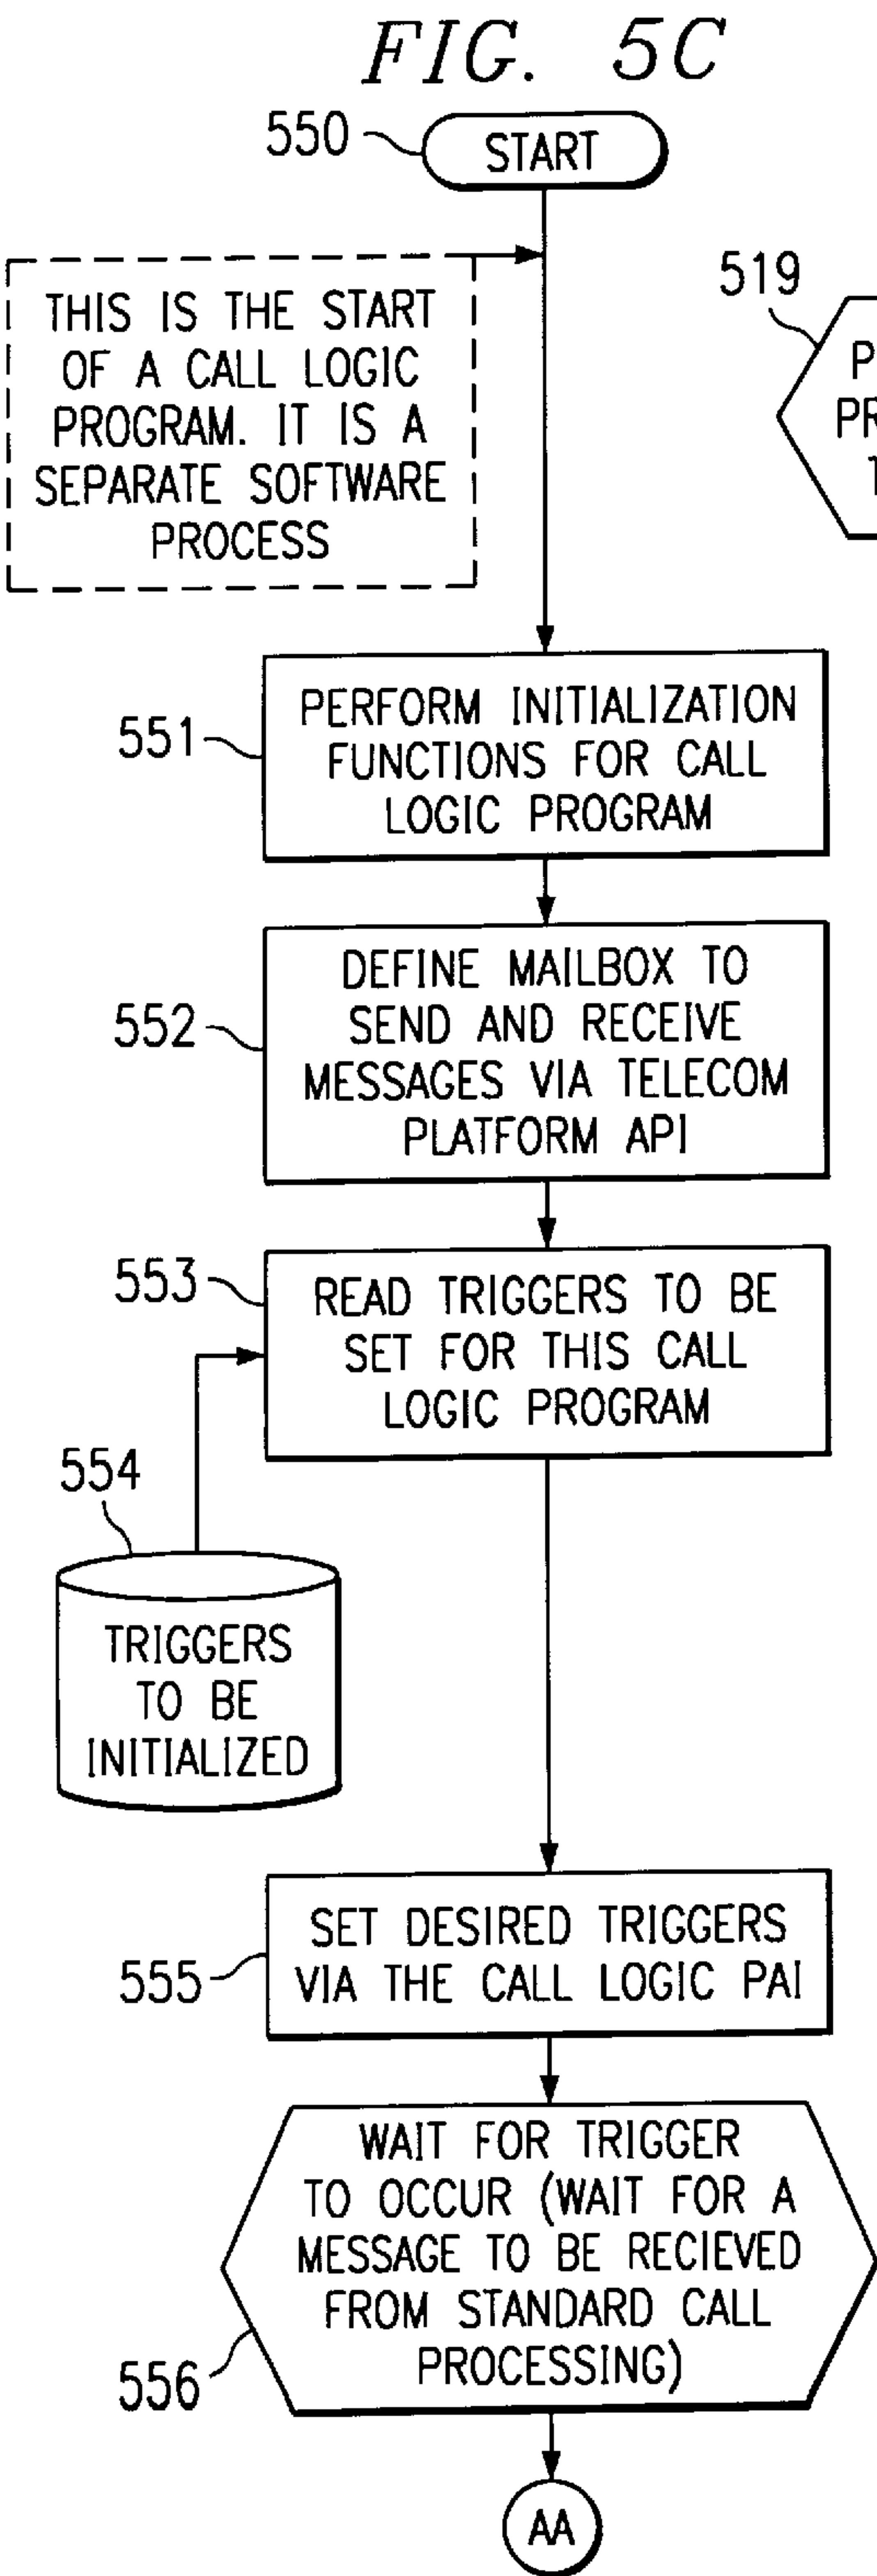 FIG. 5C
550
START
THIS IS THE START
OF A CALL LOGIC
PROGRAM. IT IS A
SEPARATE SOFTWARE
PROCESS
519
551
PERFORM INITIALIZATION
FUNCTIONS FOR CALL
LOGIC PROGRAM
552
DEFINE MAILBOX TO
SEND AND RECEIVE
MESSAGES VIA TELECOM
PLATFORM API
553
READ TRIGGERS TO BE
SET FOR THIS CALL
LOGIC PROGRAM
554
TRIGGERS
TO BE
INITIALIZED
555
SET DESIRED TRIGGERS
VIA THE CALL LOGIC PAI
556
WAIT FOR TRIGGER
TO OCCUR (WAIT FOR A
MESSAGE TO BE RECIEVED
FROM STANDARD CALL
PROCESSING)
AA